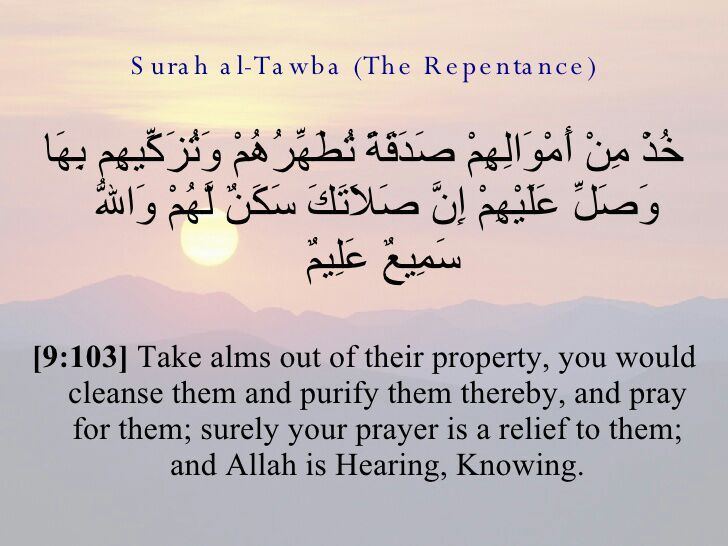 Surah al-Tawba (The Repentance)
خُذْ مِنْ أَمْوَالِهِمْ صَدَقَةً تُطَهِّرُهُمْ وَتُزَكِّيهِم بِهَا
وَصَلِّ عَلَيْهِمْ إِنَّ صَلاَتَكَ سَكَنٌ لَّهُمْ وَاللّهُ
سَمِيعٌ عَلِيمٌ
[9:103] Take alms out of their property, you would
cleanse them and purify them thereby, and pray
for them; surely your prayer is a relief to them;
and Allah is Hearing, Knowing.